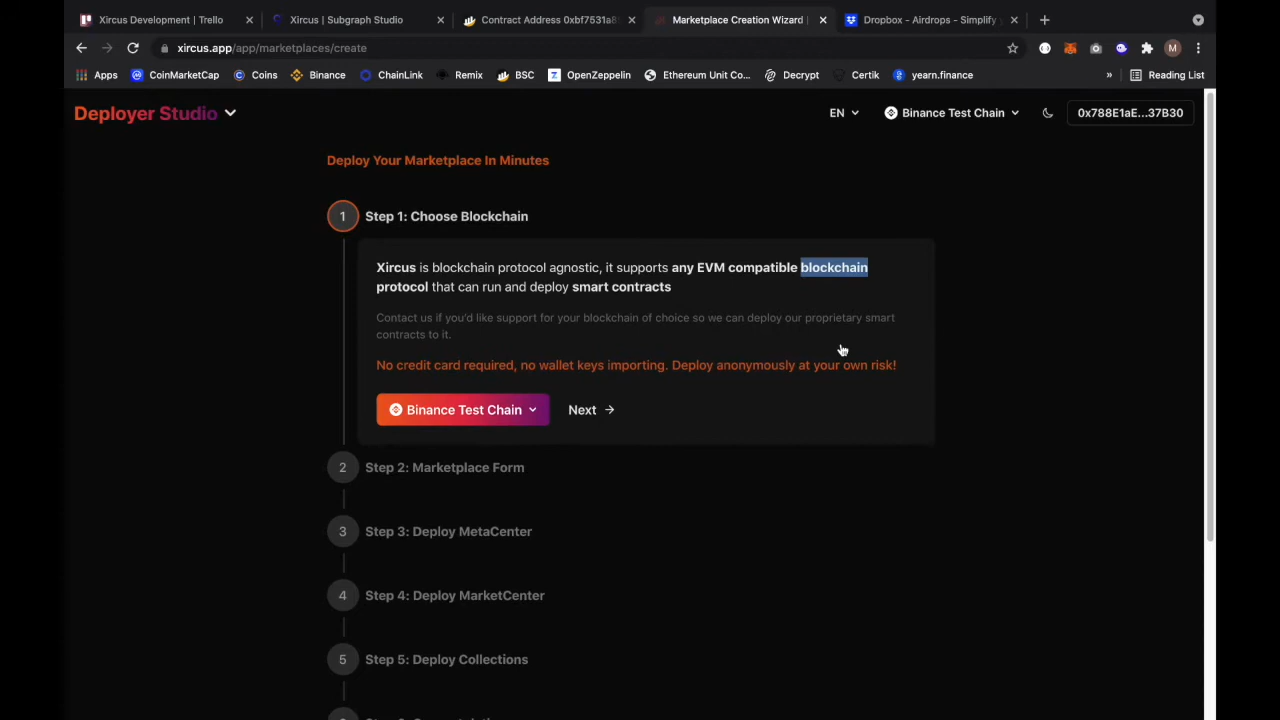 Xircus Development | Trello
Xircus | Subgraph Studio
Contract Address 0xbf7531a8
Marketplace Creation Wizard |
Dropbox - Airdrops - Simplify
xircus.app/app/marketplaces/create
M
Apps
CoinMarketCap
Coins
Binance
ChainLink
Remix
BSC
OpenZeppelin
Ethereum Unit Co...
Decrypt
Certik
yearn.finance
»
Reading List
Deployer Studio
EN
Binance Test Chain
0x788E1aE...37B30
Deploy Your Marketplace In Minutes
1
Step 1: Choose Blockchain
Xircus is blockchain protocol agnostic, it supports any EVM compatible blockchain
protocol that can run and deploy smart contracts
Contact us if you'd like support for your blockchain of choice so we can deploy our proprietary smart
contracts to it.
No credit card required, no wallet keys importing. Deploy anonymously at your own risk!
Binance Test Chain
Next →
2
Step 2: Marketplace Form
3
Step 3: Deploy MetaCenter
4
Step 4: Deploy MarketCenter
5
Step 5: Deploy Collections